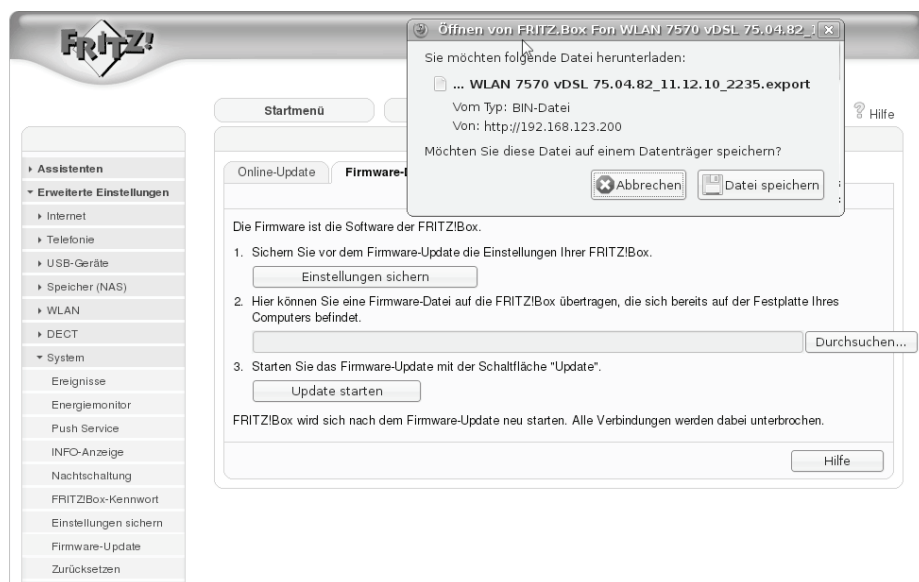 FRITZ!
Öffnen von FRITZ.Box Fon WLAN 7570 vDSL 75.04.82_1
Sie möchten folgende Datei herunterladen:
... WLAN 7570 vDSL 75.04.82_11.12.10_2235.export
Vom Typ: BIN-Datei
Von: http://192.168.123.200
Möchten Sie diese Datei auf einem Datenträger speichern?
Abbrechen
Datei speichern
Startmenü
Hilfe
Assistenten
Erweiterte Einstellungen
Internet
Telefonie
USB-Geräte
Speicher (NAS)
WLAN
DECT
System
Ereignisse
Energiemonitor
Push Service
INFO-Anzeige
Nachtschaltung
FRITZ!Box-Kennwort
Einstellungen sichern
Firmware-Update
Zurücksetzen
Online-Update
Die Firmware ist die Software der FRITZ!Box.
1. Sichern Sie vor dem Firmware-Update die Einstellungen Ihrer FRITZ!Box.
Einstellungen sichern
2. Hier können Sie eine Firmware-Datei auf die FRITZ!Box übertragen, die sich bereits auf der Festplatte Ihres
Computers befindet.
Durchsuchen...
3. Starten Sie das Firmware-Update mit der Schaltfläche "Update".
Update starten
FRITZ!Box wird sich nach dem Firmware-Update neu starten. Alle Verbindungen werden dabei unterbrochen.
Hilfe